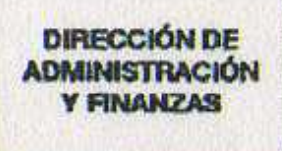 DIRECCIÓN DE
ADMINISTRACIÓN
Y FINANZAS